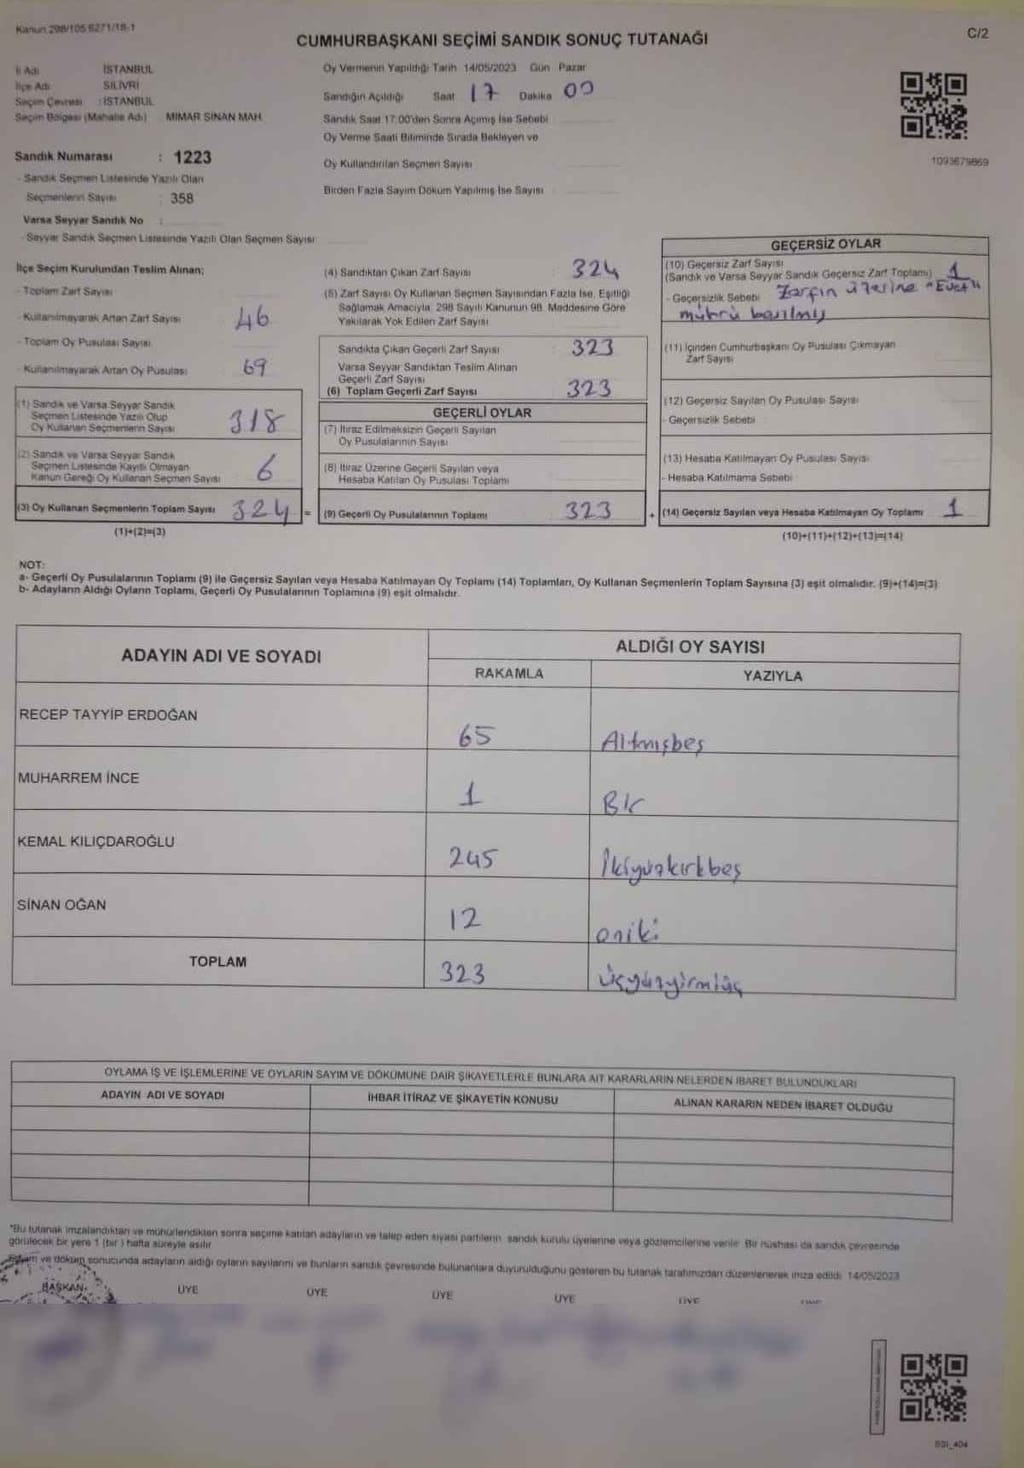 Kanun 298/105 6271/18-1
C/2
CUMHURBAŞKANI SEÇİMİ SANDIK SONUÇ TUTANAĞI
İl Adı İSTANBUL
İlçe Adı SİLİVRİ
Seçim Çevresi : İSTANBUL
Seçim Bölgesi (Mahalle Adı) MİMAR SİNAN MAH.
Sandık Numarası : 1223
- Sandık Seçmen Listesinde Yazılı Olan
Seçmenlerin Sayısı : 358
Varsa Seyyar Sandık No :
- Seyyar Sandık Seçmen Listesinde Yazılı Olan Seçmen Sayısı
Oy Vermenin Yapıldığı Tarih 14/05/2023 Gün Pazar
Sandığın Açıldığı Saat 17 Dakika 00
Sandık Saat 17:00'den Sonra Açılmış İse Sebebi
Oy Verme Saati Bitiminde Sırada Bekleyen ve
Oy Kullandırılan Seçmen Sayısı
Birden Fazla Sayım Döküm Yapılmış İse Sayısı
1093679869
İlçe Seçim Kurulundan Teslim Alınan;
- Toplam Zarf Sayısı
- Kullanılmayarak Artan Zarf Sayısı 46
- Toplam Oy Pusulası Sayısı
- Kullanılmayarak Artan Oy Pusulası 69
(1) Sandık ve Varsa Seyyar Sandık
Seçmen Listesinde Yazılı Olup
Oy Kullanan Seçmenlerin Sayısı 318
(2) Sandık ve Varsa Seyyar Sandık
Seçmen Listesinde Kayıtlı Olmayan
Kanun Gereği Oy Kullanan Seçmen Sayısı 6
(3) Oy Kullanan Seçmenlerin Toplam Sayısı 324 =
(1)+(2)=(3)
(4) Sandıktan Çıkan Zarf Sayısı 324
(5) Zarf Sayısı Oy Kullanan Seçmen Sayısından Fazla İse, Eşitliği
Sağlamak Amacıyla, 298 Sayılı Kanunun 98. Maddesine Göre
Yakılarak Yok Edilen Zarf Sayısı
Sandıkta Çıkan Geçerli Zarf Sayısı 323
Varsa Seyyar Sandıktan Teslim Alınan
Geçerli Zarf Sayısı
(6) Toplam Geçerli Zarf Sayısı 323
GEÇERLİ OYLAR
(7) İtiraz Edilmeksizin Geçerli Sayılan
Oy Pusulalarının Sayısı
(8) İtiraz Üzerine Geçerli Sayılan veya
Hesaba Katılan Oy Pusulası Toplamı
(9) Geçerli Oy Pusulalarının Toplamı 323 +
GEÇERSİZ OYLAR
(10) Geçersiz Zarf Sayısı
(Sandık ve Varsa Seyyar Sandık Geçersiz Zarf Toplamı) 1
- Geçersizlik Sebebi Zarfın üzerine "Evet"
mührü basılmış
(11) İçinden Cumhurbaşkanı Oy Pusulası Çıkmayan
Zarf Sayısı
(12) Geçersiz Sayılan Oy Pusulası Sayısı
- Geçersizlik Sebebi
(13) Hesaba Katılmayan Oy Pusulası Sayısı
- Hesaba Katılmama Sebebi
(14) Geçersiz Sayılan veya Hesaba Katılmayan Oy Toplamı 1
(10)+(11)+(12)+(13)=(14)
NOT:
a- Geçerli Oy Pusulalarının Toplamı (9) ile Geçersiz Sayılan veya Hesaba Katılmayan Oy Toplamı (14) Toplamları, Oy Kullanan Seçmenlerin Toplam Sayısına (3) eşit olmalıdır. (9)+(14)=(3)
b- Adayların Aldığı Oyların Toplamı, Geçerli Oy Pusulalarının Toplamına (9) eşit olmalıdır.
ADAYIN ADI VE SOYADI
ALDIĞI OY SAYISI
RAKAMLA YAZIYLA
RECEP TAYYİP ERDOĞAN 65 Altmışbeş
MUHARREM İNCE 1 Bir
KEMAL KILIÇDAROĞLU 245 İkiyüzkırkbeş
SİNAN OĞAN 12 oniki
TOPLAM 323 üçyüzyirmiüç
OYLAMA İŞ VE İŞLEMLERİNE VE OYLARIN SAYIM VE DÖKÜMÜNE DAİR ŞİKAYETLERLE BUNLARA AİT KARARLARIN NELERDEN İBARET BULUNDUKLARI
ADAYIN ADI VE SOYADI İHBAR İTİRAZ VE ŞİKAYETİN KONUSU ALINAN KARARIN NEDEN İBARET OLDUĞU
"Bu tutanak imzalandıktan ve mühürlendikten sonra seçime katılan adayların ve talep eden siyasi partilerin sandık kurulu üyelerine veya gözlemcilerine verilir. Bir nüshası da sandık çevresinde
görülecek bir yere 1 (bir) hafta süreyle asılır
ve döküm sonucunda adayların aldığı oyların sayılarını ve bunların sandık çevresinde bulunanlara duyurulduğunu gösteren bu tutanak tarafımızdan düzenlenerek imza edildi. 14/05/2023
BAŞKAN ÜYE ÜYE ÜYE ÜYE ÜYE